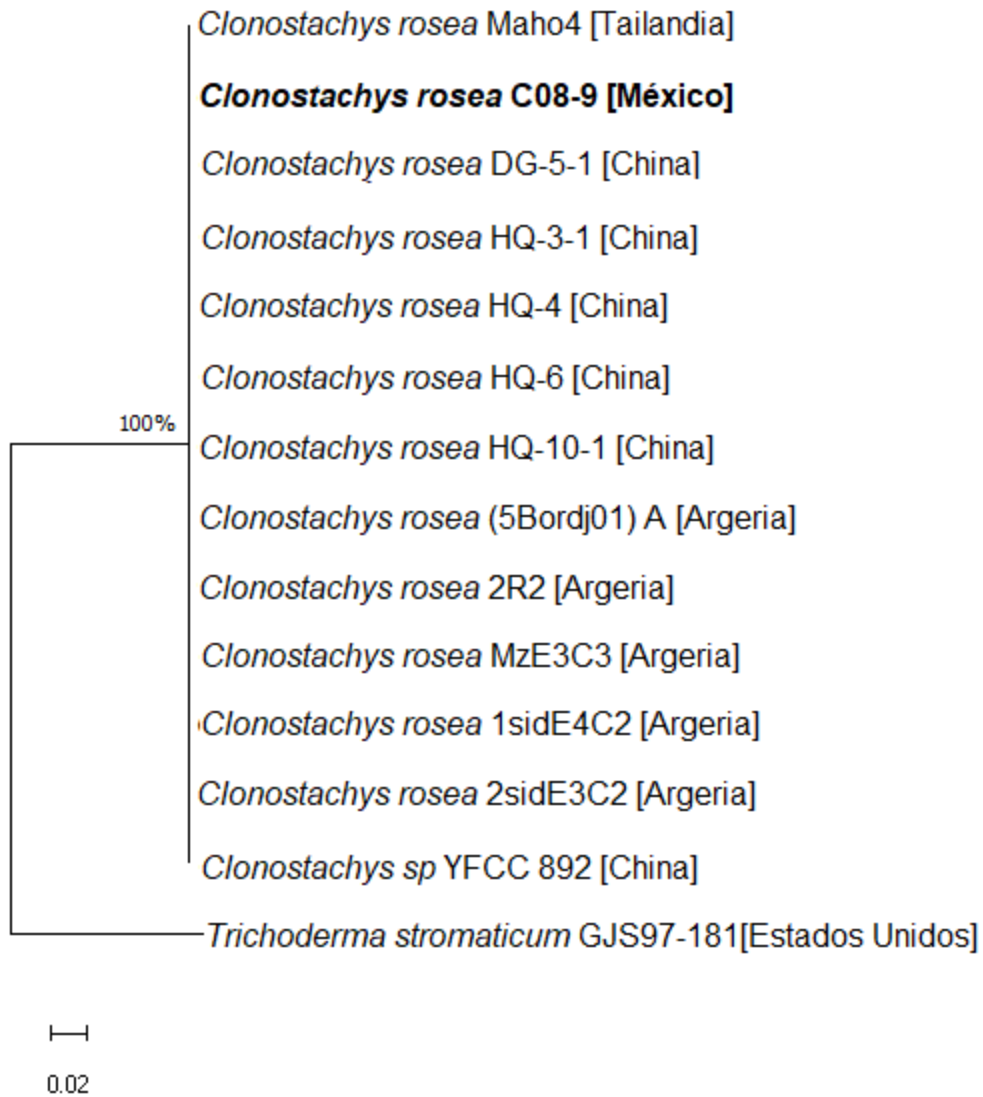 Clonostachys rosea Maho4 [Tailandia]
Clonostachys rosea C08-9 [México]
Clonostachys rosea DG-5-1 [China]
Clonostachys rosea HQ-3-1 [China]
Clonostachys rosea HQ-4 [China]
Clonostachys rosea HQ-6 [China]
100%
Clonostachys rosea HQ-10-1 [China]
Clonostachys rosea (5Bordj01) A [Argeria]
Clonostachys rosea 2R2 [Argeria]
Clonostachys rosea MzE3C3 [Argeria]
Clonostachys rosea 1sidE4C2 [Argeria]
Clonostachys rosea 2sidE3C2 [Argeria]
Clonostachys sp YFCC 892 [China]
Trichoderma stromaticum GJS97-181[Estados Unidos]
0.02